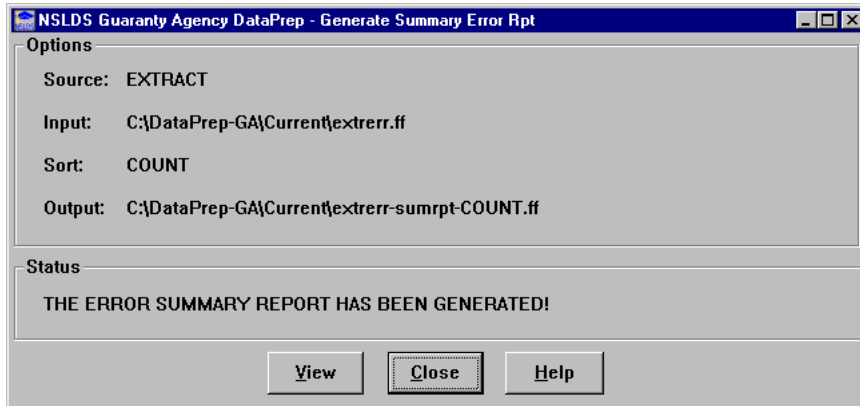 NSLDS Guaranty Agency DataPrep - Generate Summary Error Rpt
Options
Source: EXTRACT
Input: C:\DataPrep-GA\Current\extrerr.ff
Sort: COUNT
Output: C:\DataPrep-GA\Current\extrerr-sumrpt-COUNT.ff
Status
THE ERROR SUMMARY REPORT HAS BEEN GENERATED!
View Close Help